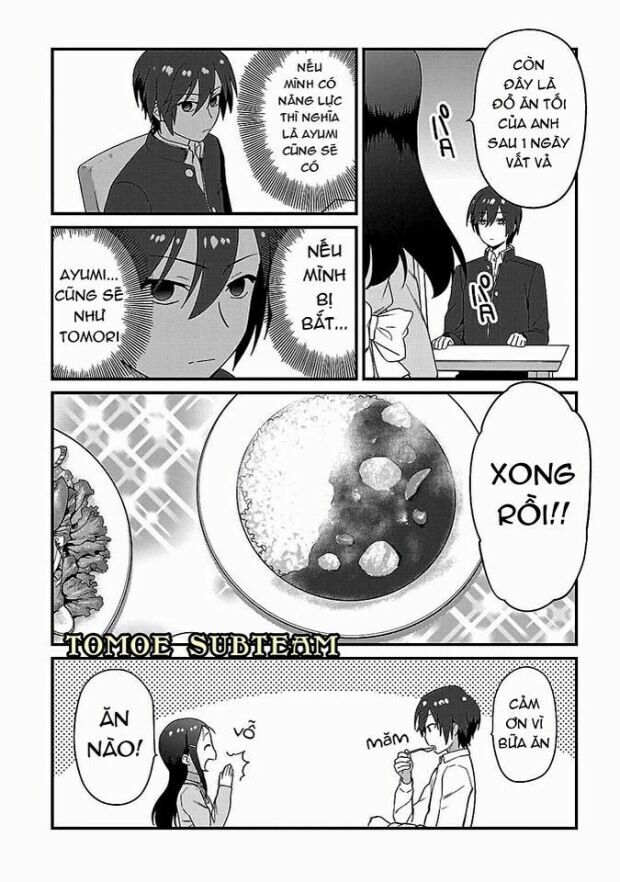 CÒN
ĐÂY LÀ
ĐỒ ĂN TỐI
CỦA ANH
SAU 1 NGÀY
VẤT VẢ
NẾU
MÌNH CÓ
NĂNG LỰC
THÌ NGHĨA
LÀ AYUMI
CŨNG SẼ
CÓ
NẾU
MÌNH BỊ
BẮT...
AYUMI...
CŨNG SẼ
NHƯ
TOMORI
XONG
RỒI!!
TOMOE SUBTEAM
CẢM
ƠN VÌ
BỮA ĂN
măm
vỗ
ĂN
NÀO!